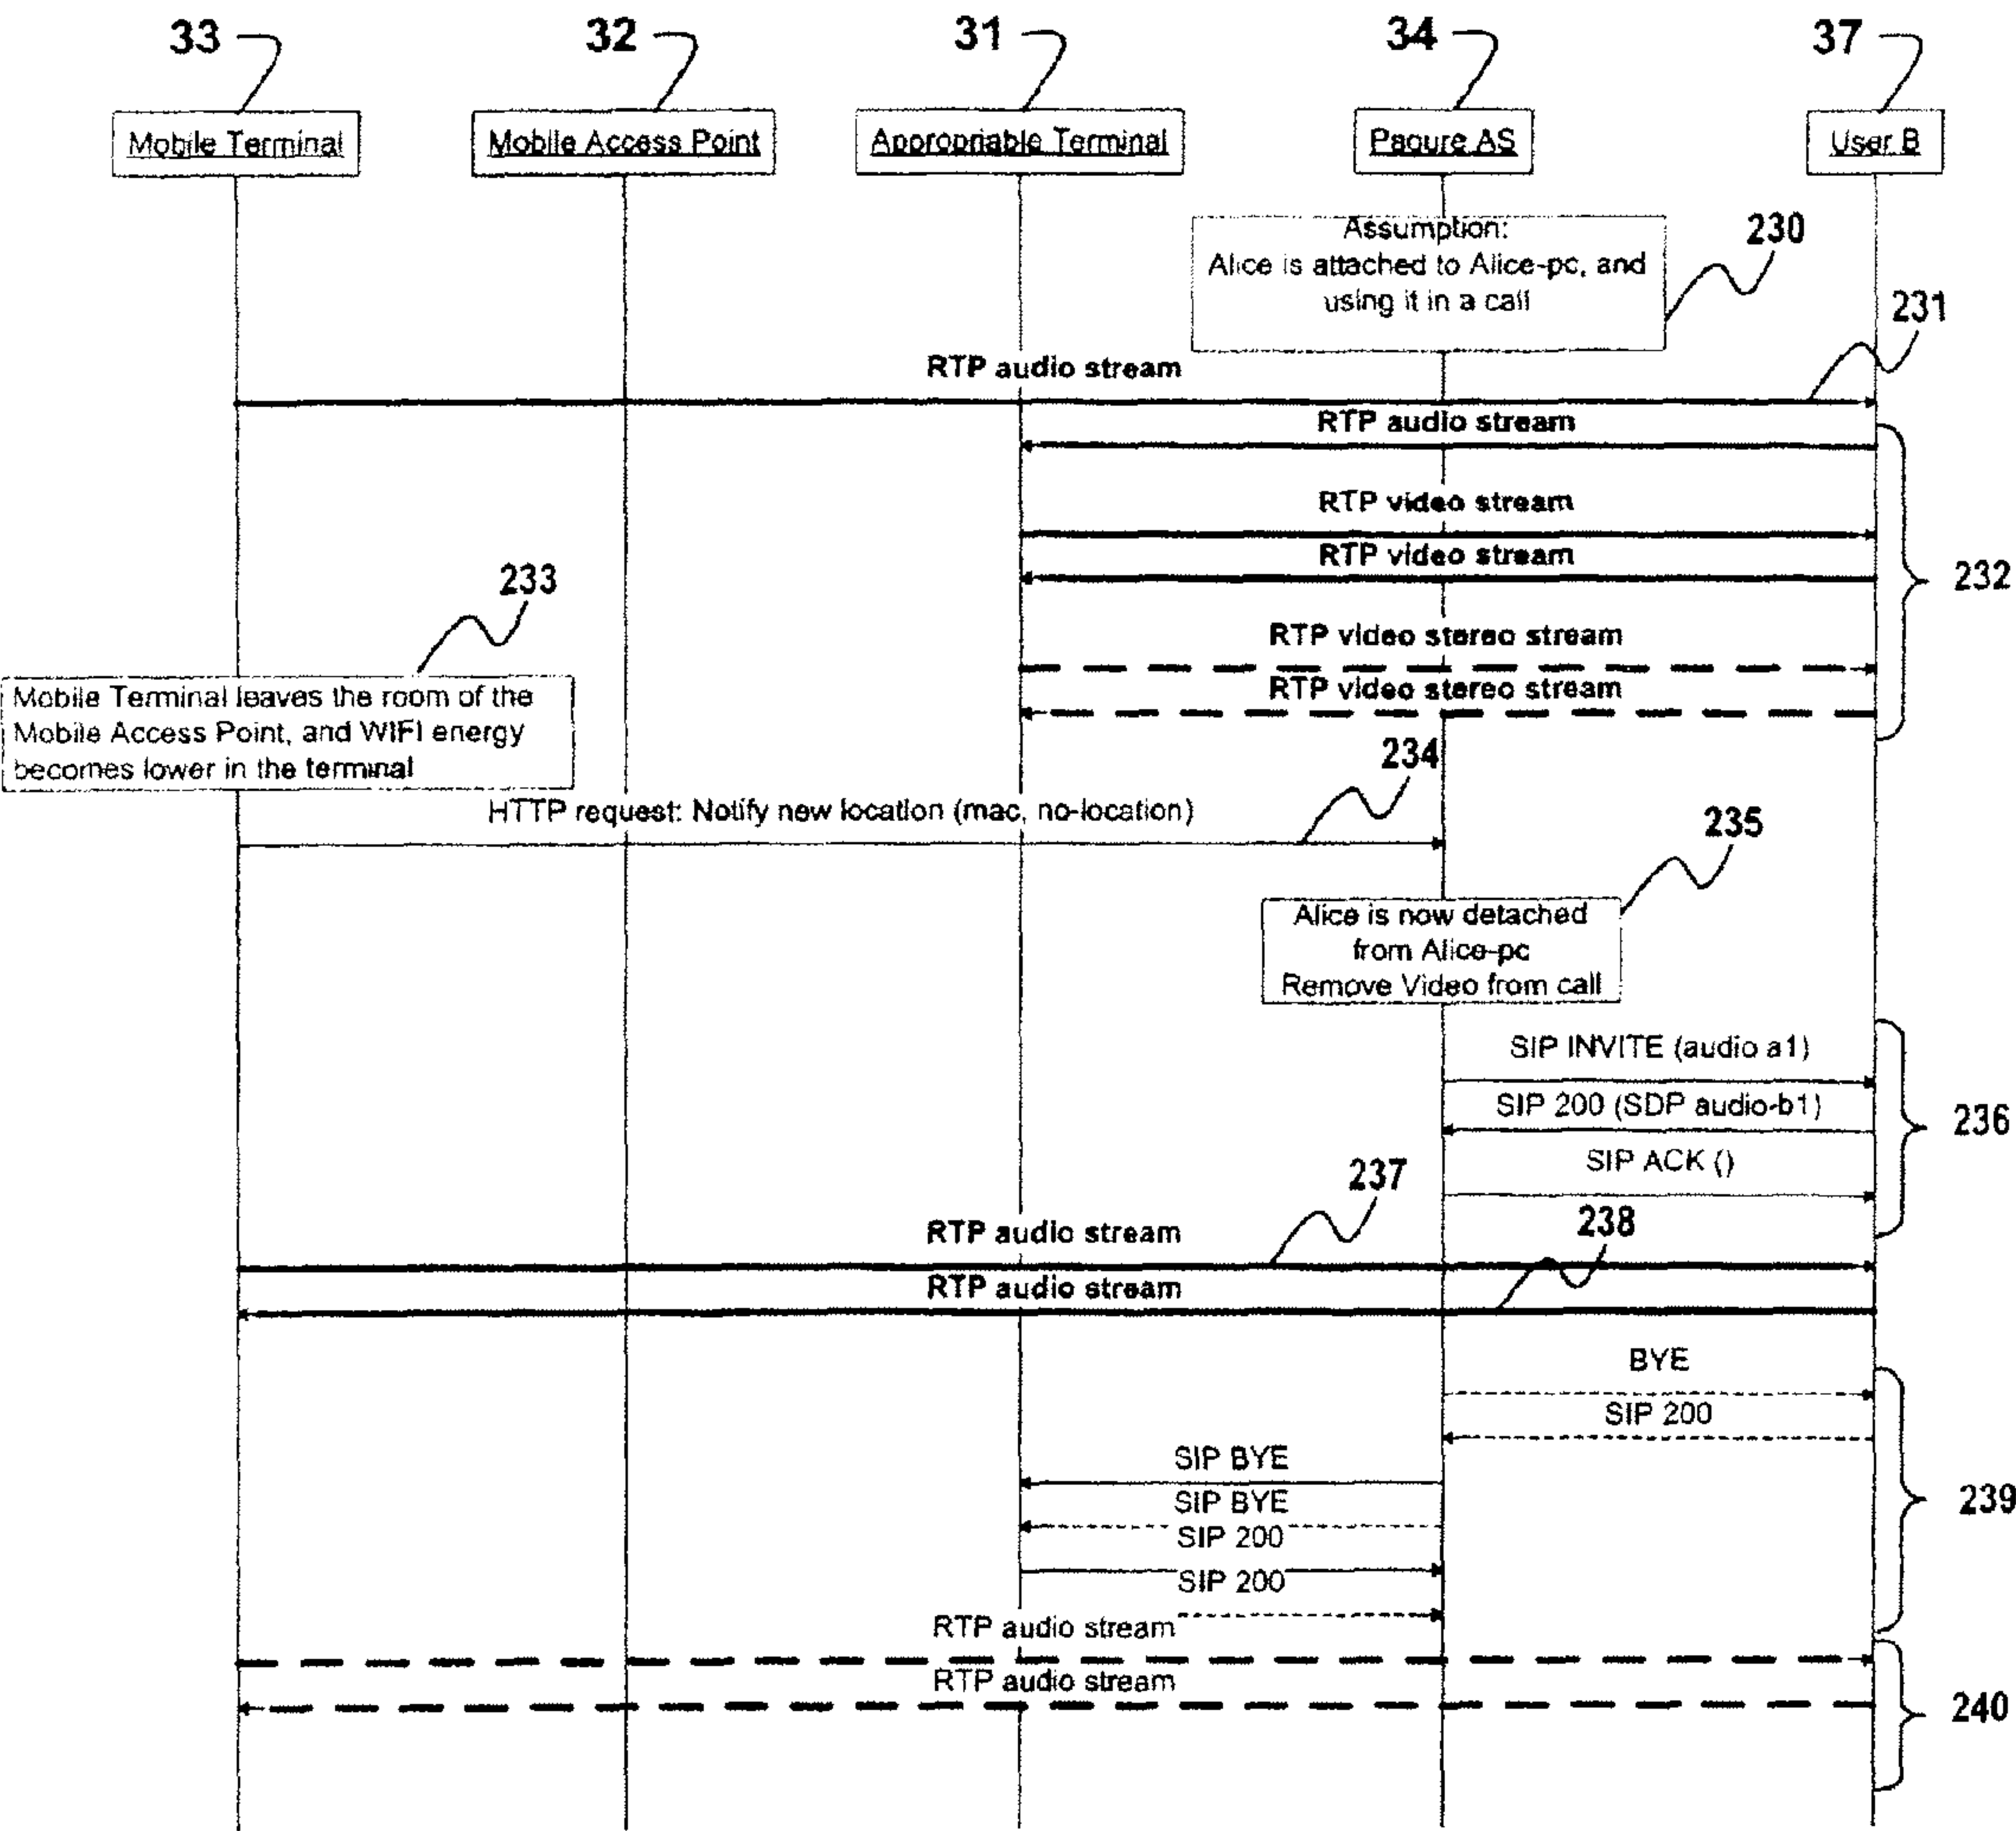 33
32
31
34
37
Mobile Terminal
Mobile Access Point
Appropriable Terminal
Pagure AS
User B
Assumption:
Alice is attached to Alice-pc, and
using it in a call
230
231
RTP audio stream
RTP audio stream
RTP video stream
RTP video stream
232
RTP video stereo stream
RTP video stereo stream
233
Mobile Terminal leaves the room of the
Mobile Access Point, and WIFI energy
becomes lower in the terminal
234
HTTP request: Notify new location (mac, no-location)
235
Alice is now detached
from Alice-pc
Remove Video from call
SIP INVITE (audio a1)
SIP 200 (SDP audio-b1)
SIP ACK ()
236
237
RTP audio stream
238
RTP audio stream
BYE
SIP 200
SIP BYE
SIP BYE
SIP 200
SIP 200
239
RTP audio stream
RTP audio stream
240